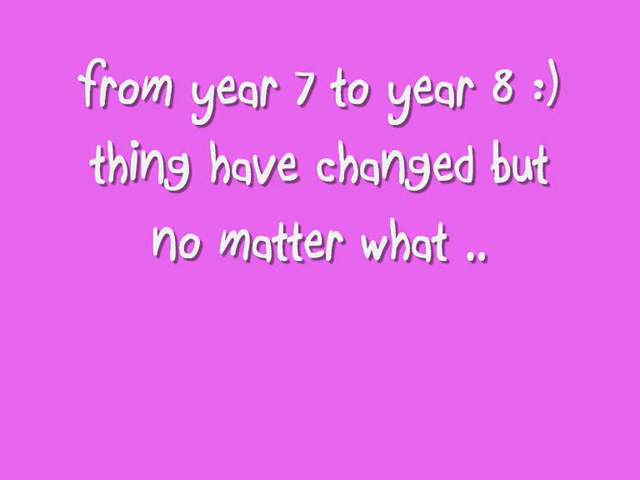 from year 7 to year 8 :)
thing have changed but
no matter what ..